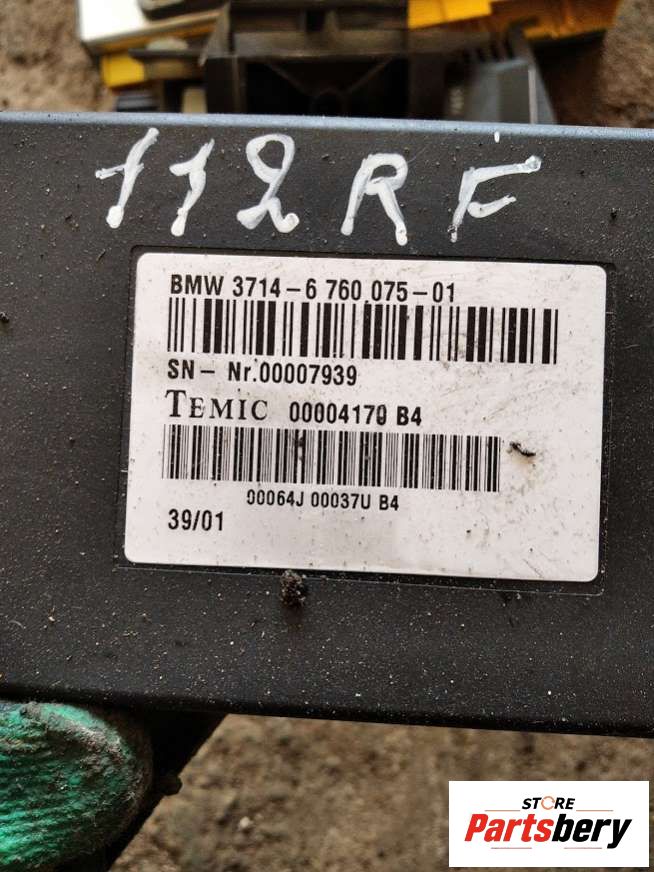 112 R F
BMW 3714-6 760 075-01
SN- Nr.00007939
TEMIC 00004170 B4
00064J 00037U B4
39/01
STORE
Partsbery